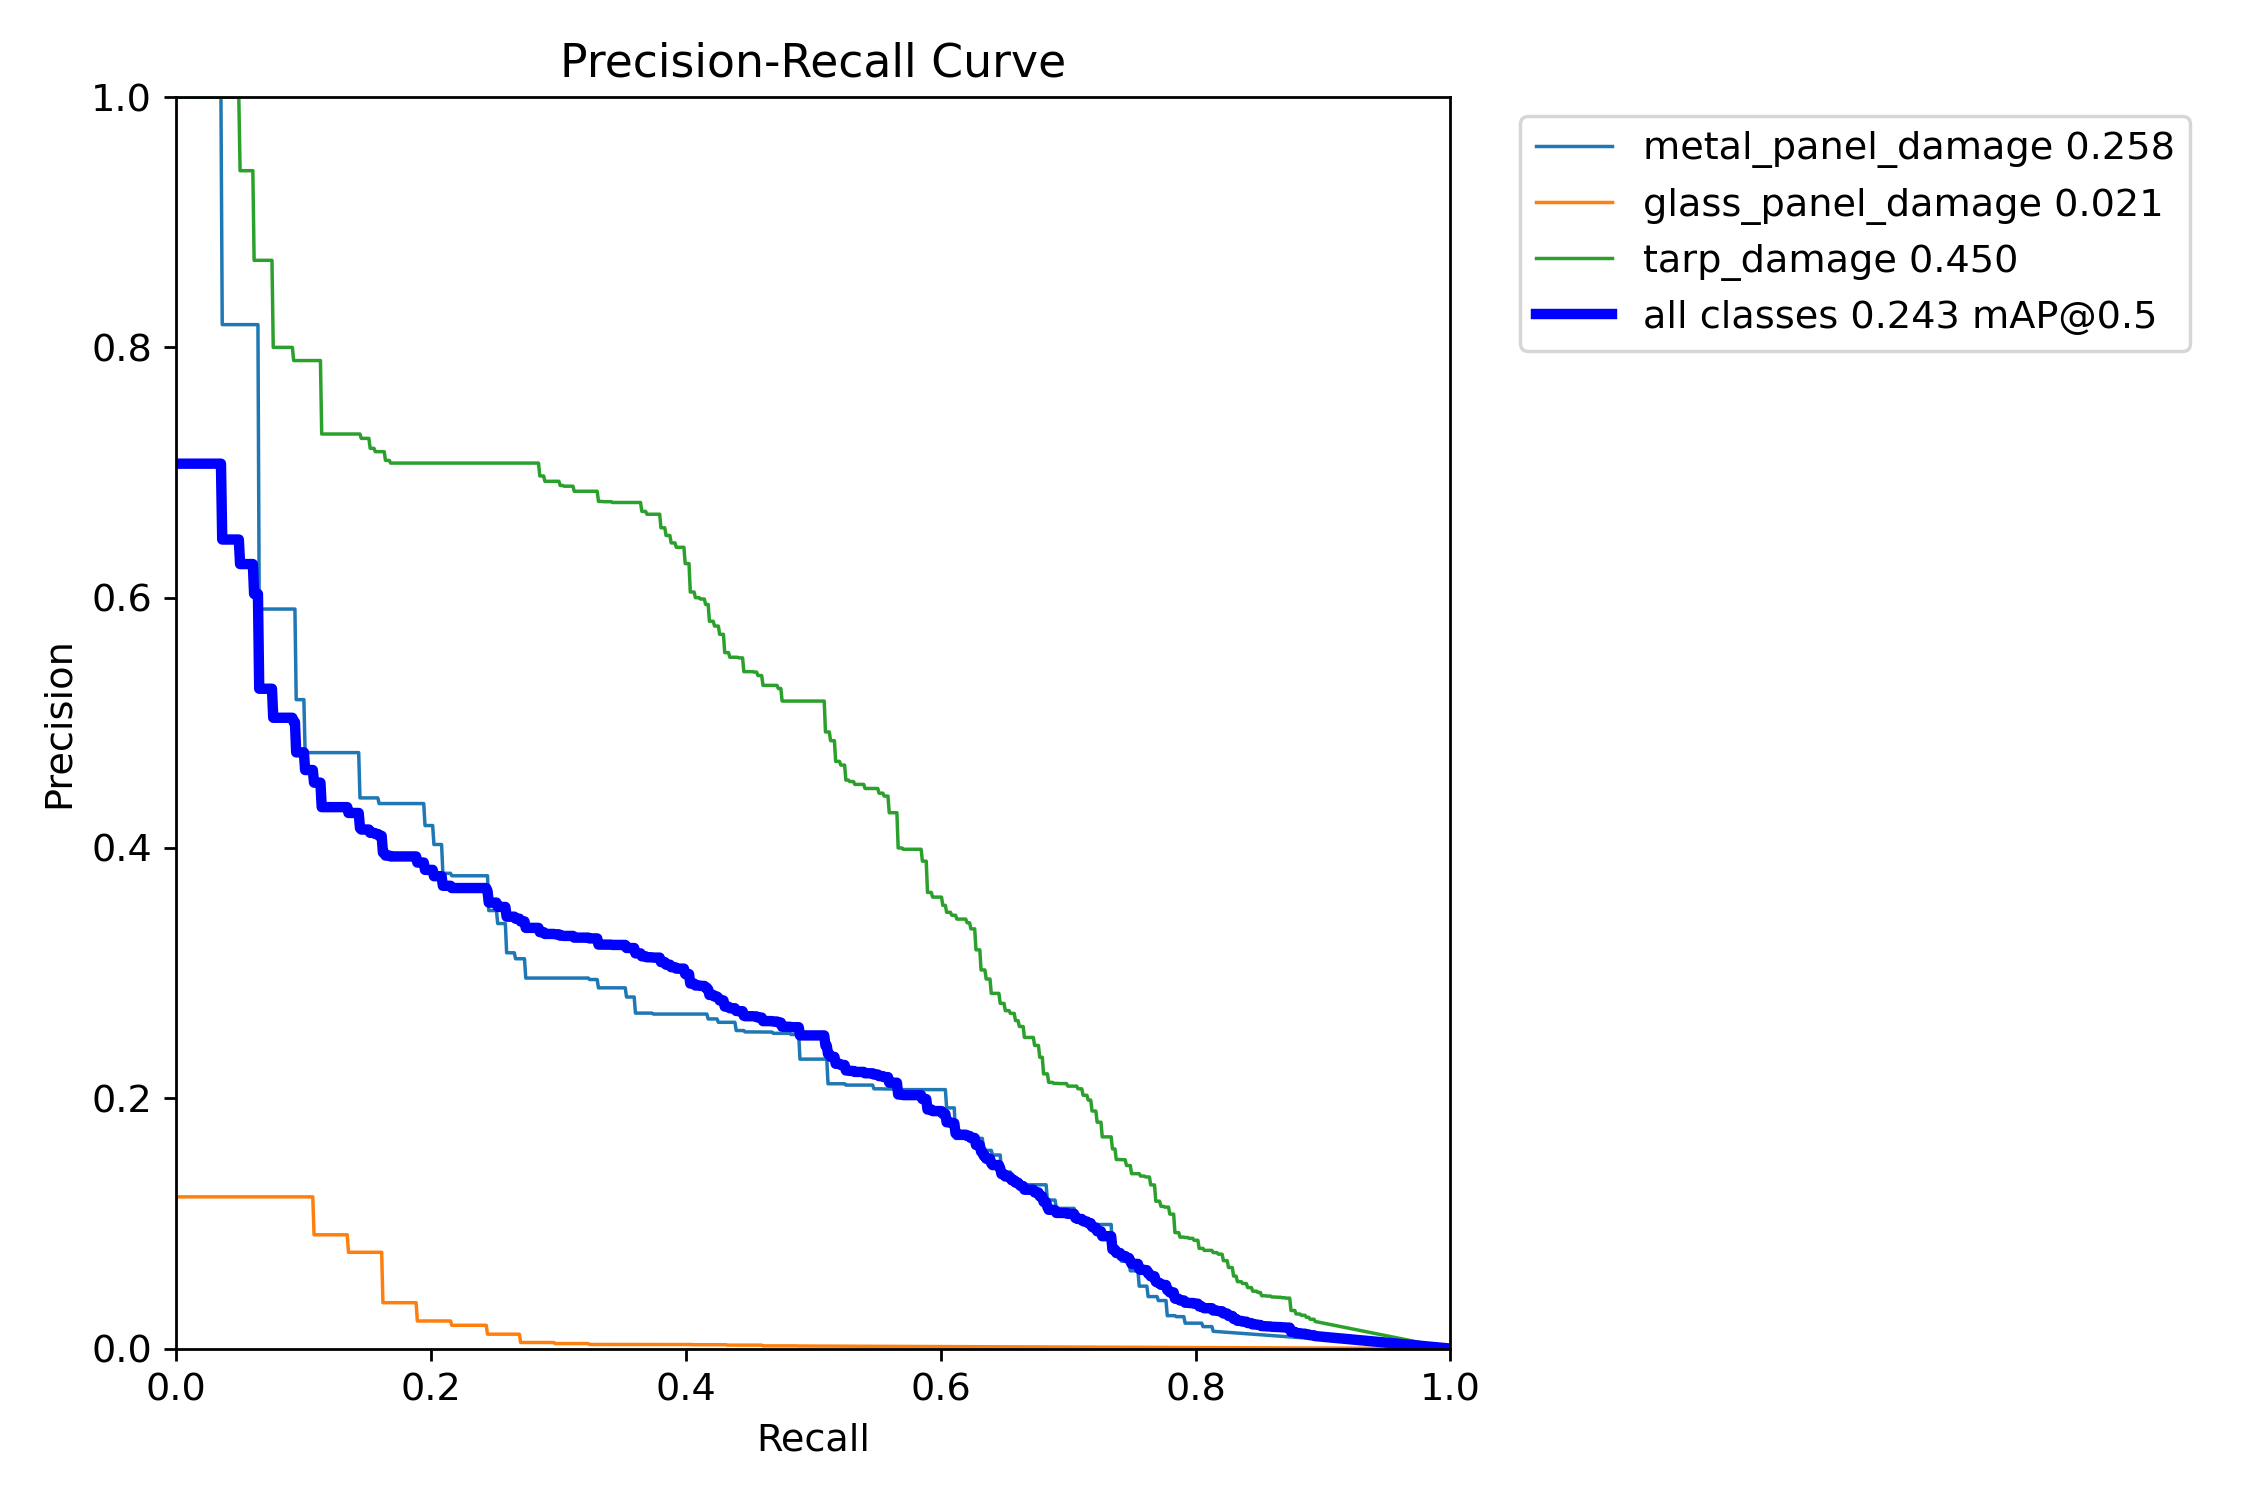 Precision-Recall Curve
1.0
0.8
0.6
0.4
0.2
0.0
Precision
0.0 0.2 0.4 0.6 0.8 1.0
Recall
metal_panel_damage 0.258
glass_panel_damage 0.021
tarp_damage 0.450
all classes 0.243 mAP@0.5